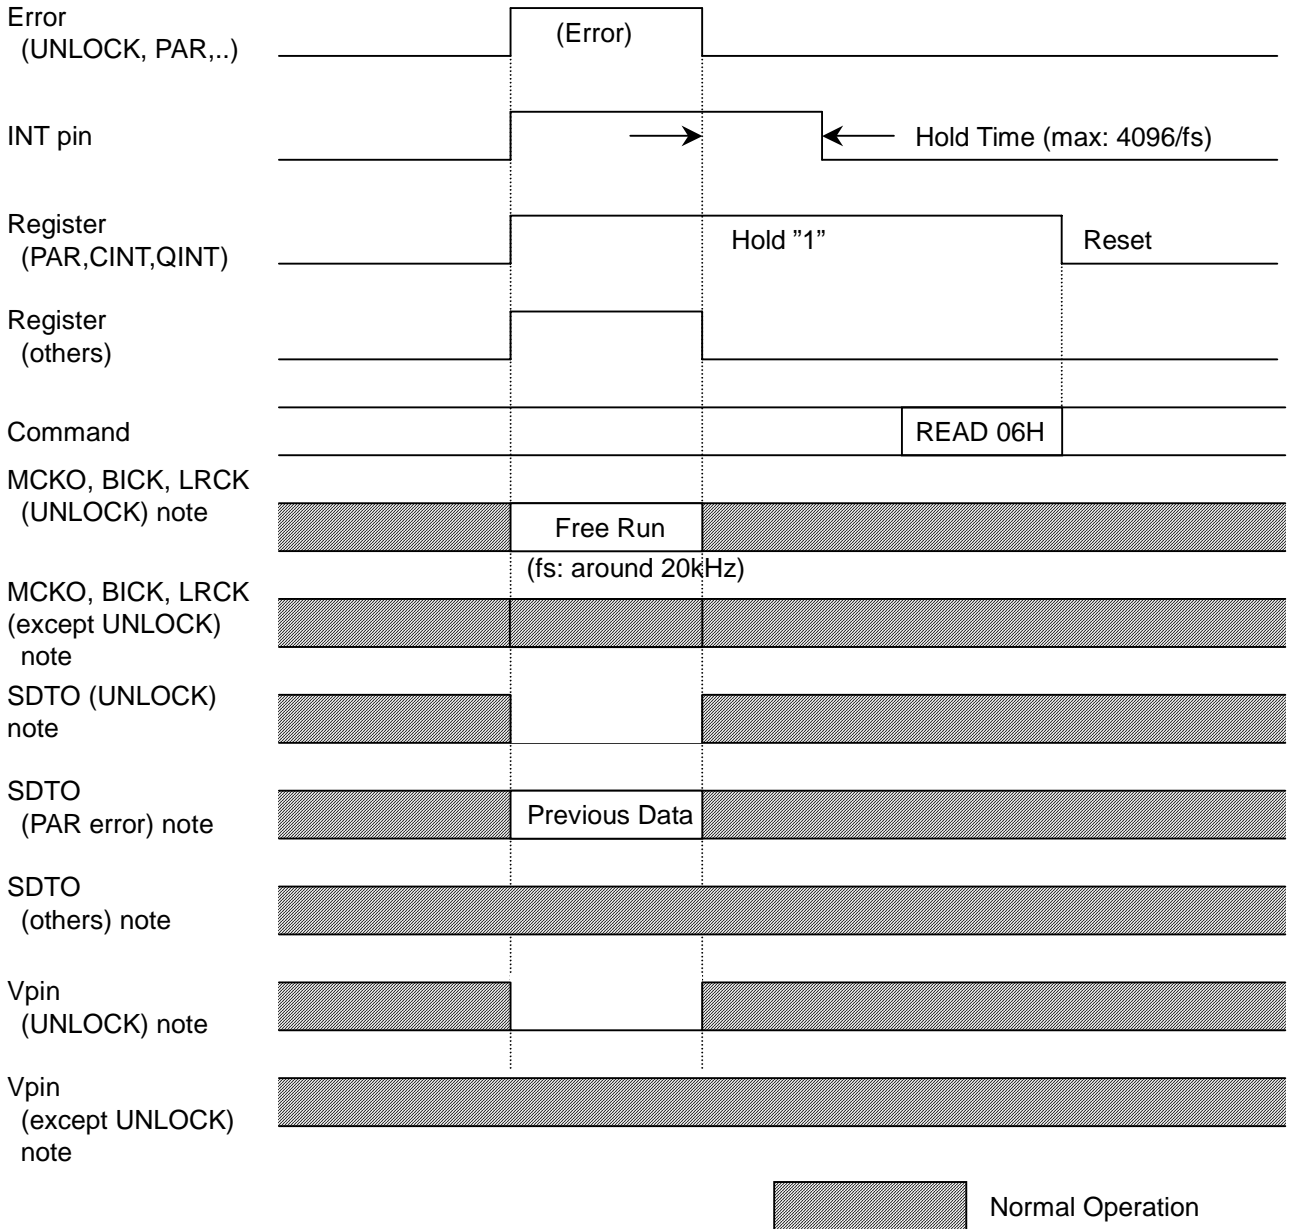 Error
(UNLOCK, PAR,..)
(Error)
INT pin
Hold Time (max: 4096/fs)
Register
(PAR,CINT,QINT)
Hold ”1”
Reset
Register
(others)
Command
READ 06H
MCKO, BICK, LRCK
(UNLOCK) note
Free Run
(fs: around 20kHz)
MCKO, BICK, LRCK
(except UNLOCK)
note
SDTO (UNLOCK)
note
SDTO
(PAR error) note
Previous Data
SDTO
(others) note
Vpin
(UNLOCK) note
Vpin
(except UNLOCK)
note
Normal Operation